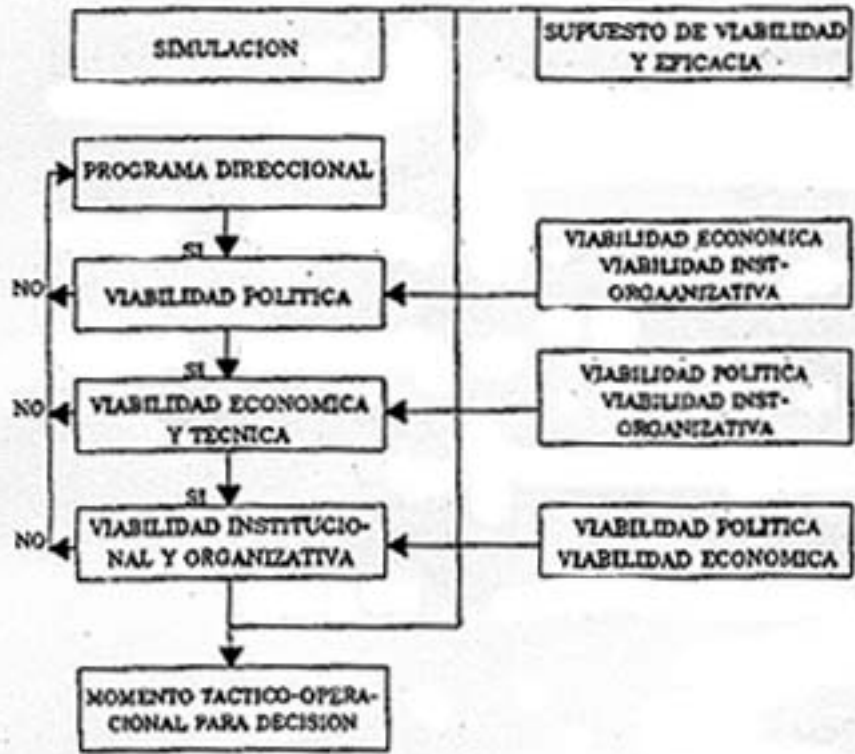 SIMULACION
SUPUESTO DE VIABILIDAD
Y EFICACIA
PROGRAMA DIRECCIONAL
SI
NO
VIABILIDAD POLITICA
VIABILIDAD ECONOMICA
VIABILIDAD INST-
ORGAANIZATIVA
SI
NO
VIABILIDAD ECONOMICA
Y TECNICA
VIABILIDAD POLITICA
VIABILIDAD INST-
ORGANIZATIVA
SI
NO
VIABILIDAD INSTITUCIO-
NAL Y ORGANIZATIVA
VIABILIDAD POLITICA
VIABILIDAD ECONOMICA
MOMENTO TACTICO-OPERA-
CIONAL PARA DECISION